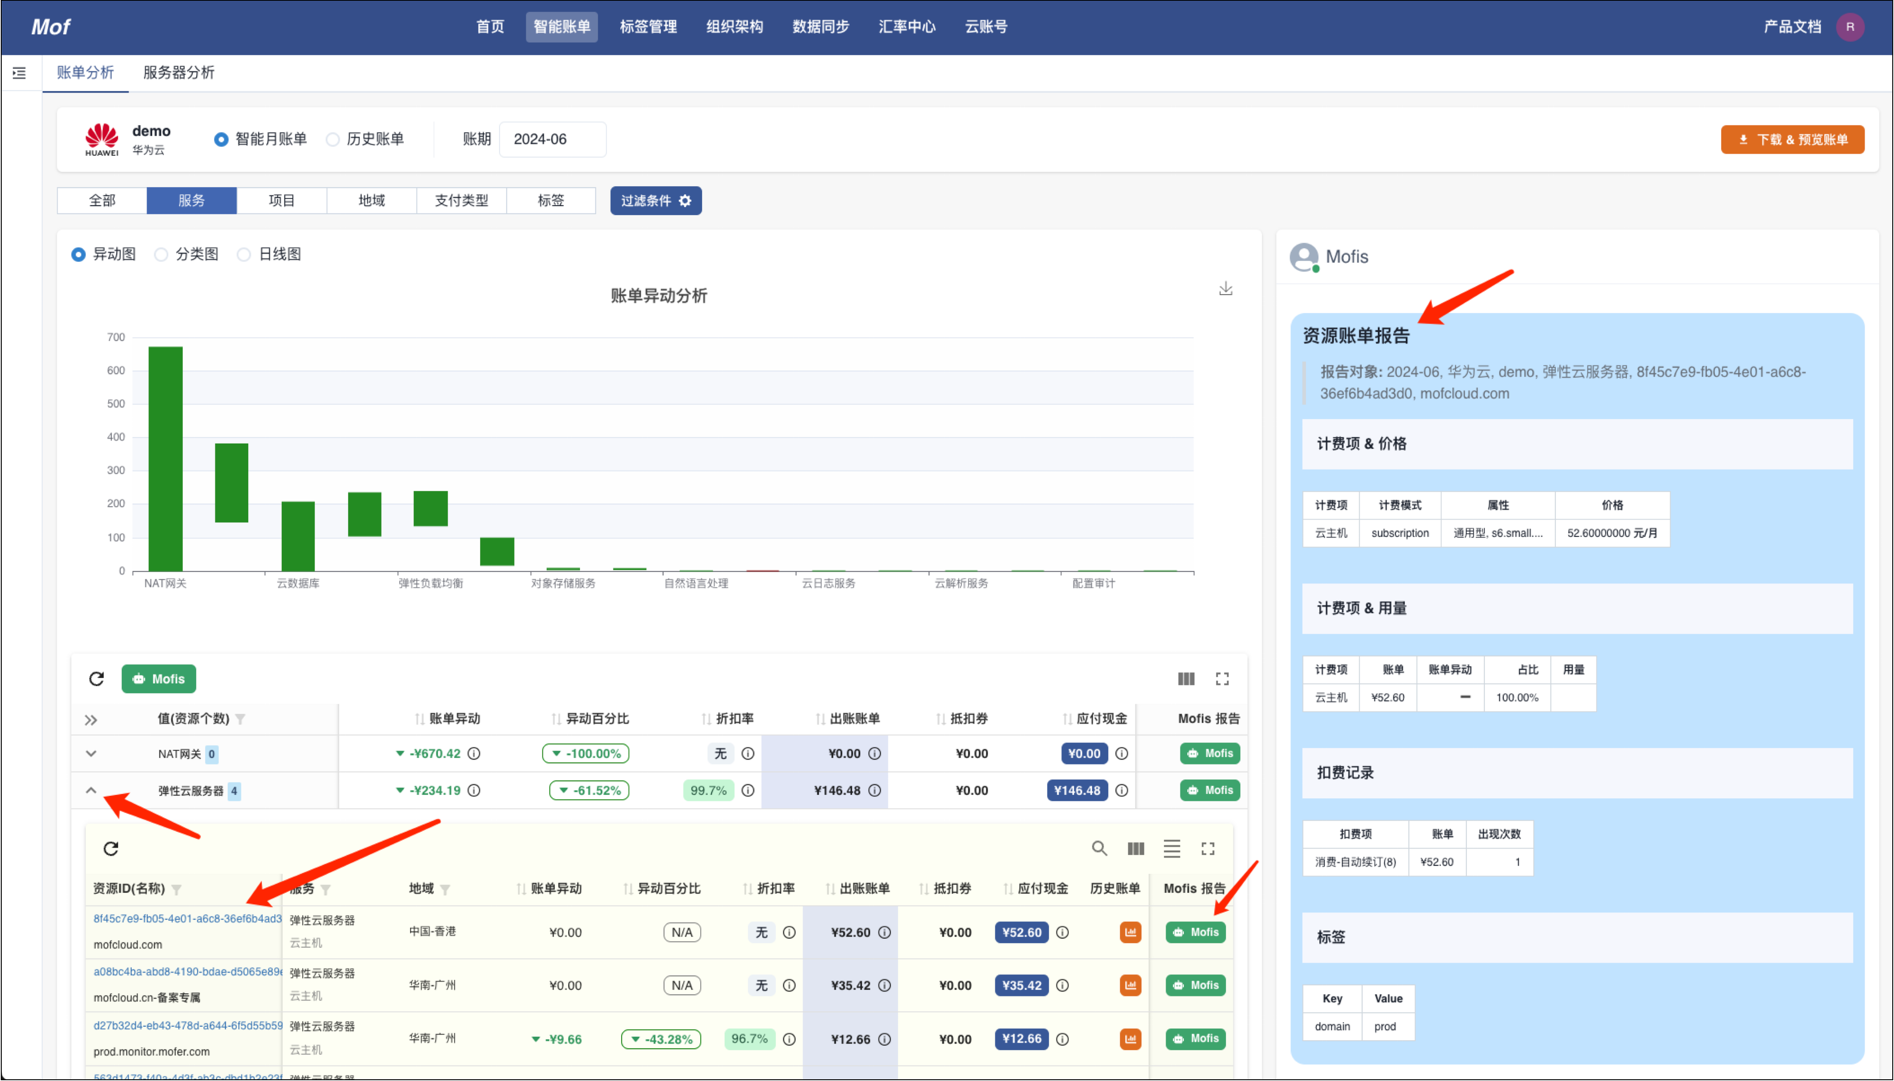 Mof
首页 智能账单 标签管理 组织架构 数据同步 汇率中心 云账号
产品文档 R
账单分析 服务器分析
HUAWEI
demo
华为云
智能月账单 历史账单 账期 2024-06
下载 & 预览账单
全部 服务 项目 地域 支付类型 标签 过滤条件
异动图 分类图 日线图
账单异动分析
700
600
500
400
300
200
100
0
NAT网关 云数据库 弹性负载均衡 对象存储服务 自然语言处理 云日志服务 云解析服务 配置审计
Mofis
值(资源个数) 账单异动 异动百分比 折扣率 出账账单 抵扣券 应付现金 Mofis 报告
NAT网关 0 -¥670.42 -100.00% 无 ¥0.00 ¥0.00 ¥0.00 Mofis
弹性云服务器 4 -¥234.19 -61.52% 99.7% ¥146.48 ¥0.00 ¥146.48 Mofis
资源ID(名称) 服务 地域 账单异动 异动百分比 折扣率 出账账单 抵扣券 应付现金 历史账单 Mofis 报告
8f45c7e9-fb05-4e01-a6c8-36ef6b4ad3 弹性云服务器 中国-香港 ¥0.00 N/A 无 ¥52.60 ¥0.00 ¥52.60 Mofis
mofcloud.com 云主机
a08bc4ba-abd8-4190-bdae-d5065e89e 弹性云服务器 华南-广州 ¥0.00 N/A 无 ¥35.42 ¥0.00 ¥35.42 Mofis
mofcloud.cn-备案专属 云主机
d27b32d4-eb43-478d-a644-6f5d55b59 弹性云服务器 华南-广州 -¥9.66 -43.28% 96.7% ¥12.66 ¥0.00 ¥12.66 Mofis
prod.monitor.mofer.com 云主机
Mofis
资源账单报告
报告对象: 2024-06, 华为云, demo, 弹性云服务器, 8f45c7e9-fb05-4e01-a6c8-
36ef6b4ad3d0, mofcloud.com
计费项 & 价格
计费项 计费模式 属性 价格
云主机 subscription 通用型, s6.small.... 52.60000000 元/月
计费项 & 用量
计费项 账单 账单异动 占比 用量
云主机 ¥52.60 — 100.00%
扣费记录
扣费项 账单 出现次数
消费-自动续订(8) ¥52.60 1
标签
Key Value
domain prod